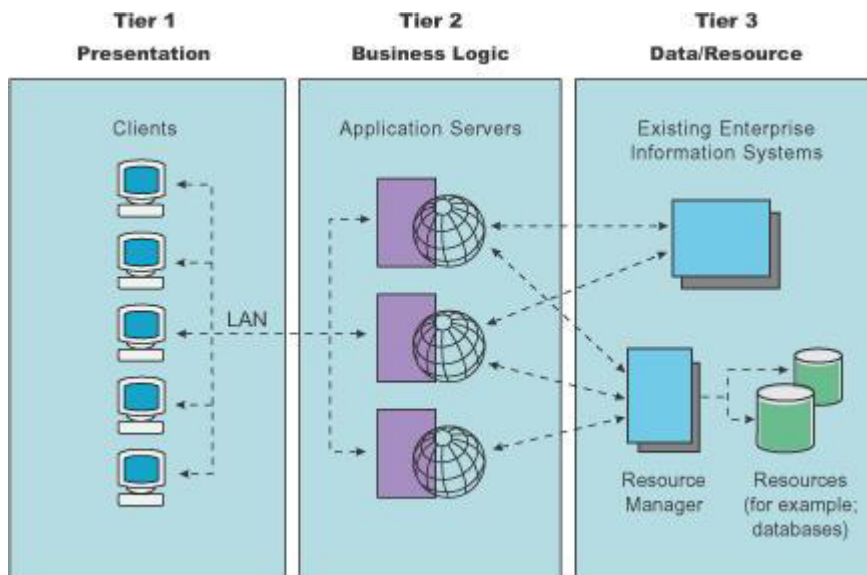 Tier 1
Presentation
Tier 2
Business Logic
Tier 3
Data/Resource
Clients
LAN
Application Servers
Existing Enterprise
Information Systems
Resource
Manager
Resources
(for example;
databases)